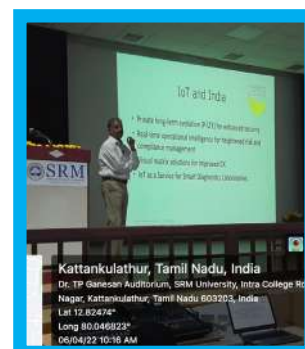 IoT and India
• Private long-term evolution (P-LTE) for enhanced security
• Real-time operational intelligence for heightened risk and
compliance management
• Visual matrix solutions for improved CX
• IoT as a Service for Smart Diagnostic Laboratories
SRM
Kattankulathur, Tamil Nadu, India
Dr. TP Ganesan Auditorium, SRM University, Intra College Ro
Nagar, Kattankulathur, Tamil Nadu 603203, India
Lat 12.82474°
Long 80.046823°
06/04/22 10:16 AM